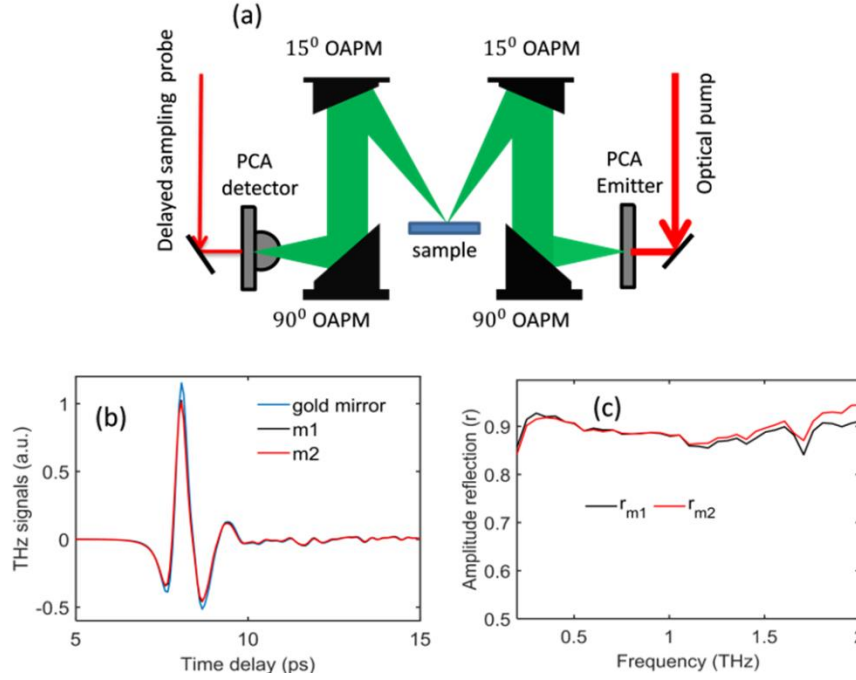 (a)
15⁰ OAPM
15⁰ OAPM
Delayed sampling probe
PCA
detector
PCA
Emitter
Optical pump
sample
90⁰ OAPM
90⁰ OAPM
(b)
gold mirror
m1
m2
THz signals (a.u.)
1
0.5
0
-0.5
5
10
15
Time delay (ps)
(c)
r_m1
r_m2
Amplitude reflection (r)
0.9
0.8
0.7
0.6
0.5
0.5
1
1.5
Frequency (THz)